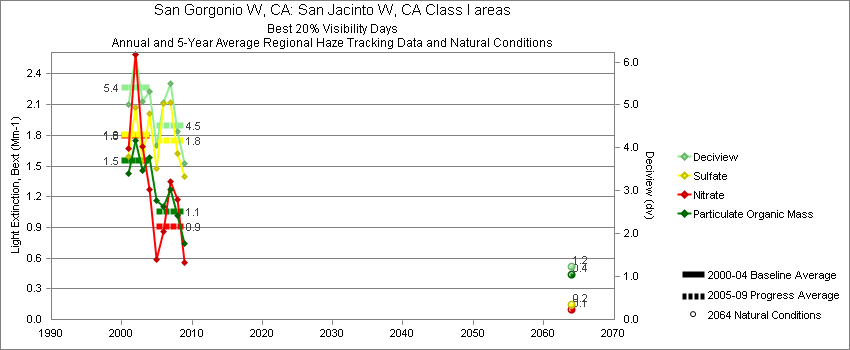 San Gorgonio W, CA: San Jacinto W, CA Class I areas
Best 20% Visibility Days
Annual and 5-Year Average Regional Haze Tracking Data and Natural Conditions
Light Extinction, Bext (Mm-1)
2.4
2.1
1.8
1.5
1.2
0.9
0.6
0.3
0.0
5.4
1.8
1.5
4.5
1.8
1.1
0.9
1.2
0.4
0.2
0.1
6.0
5.0
4.0
3.0
2.0
1.0
0.0
Deciview (dv)
1990 2000 2010 2020 2030 2040 2050 2060 2070
Deciview
Sulfate
Nitrate
Particulate Organic Mass
2000-04 Baseline Average
2005-09 Progress Average
2064 Natural Conditions